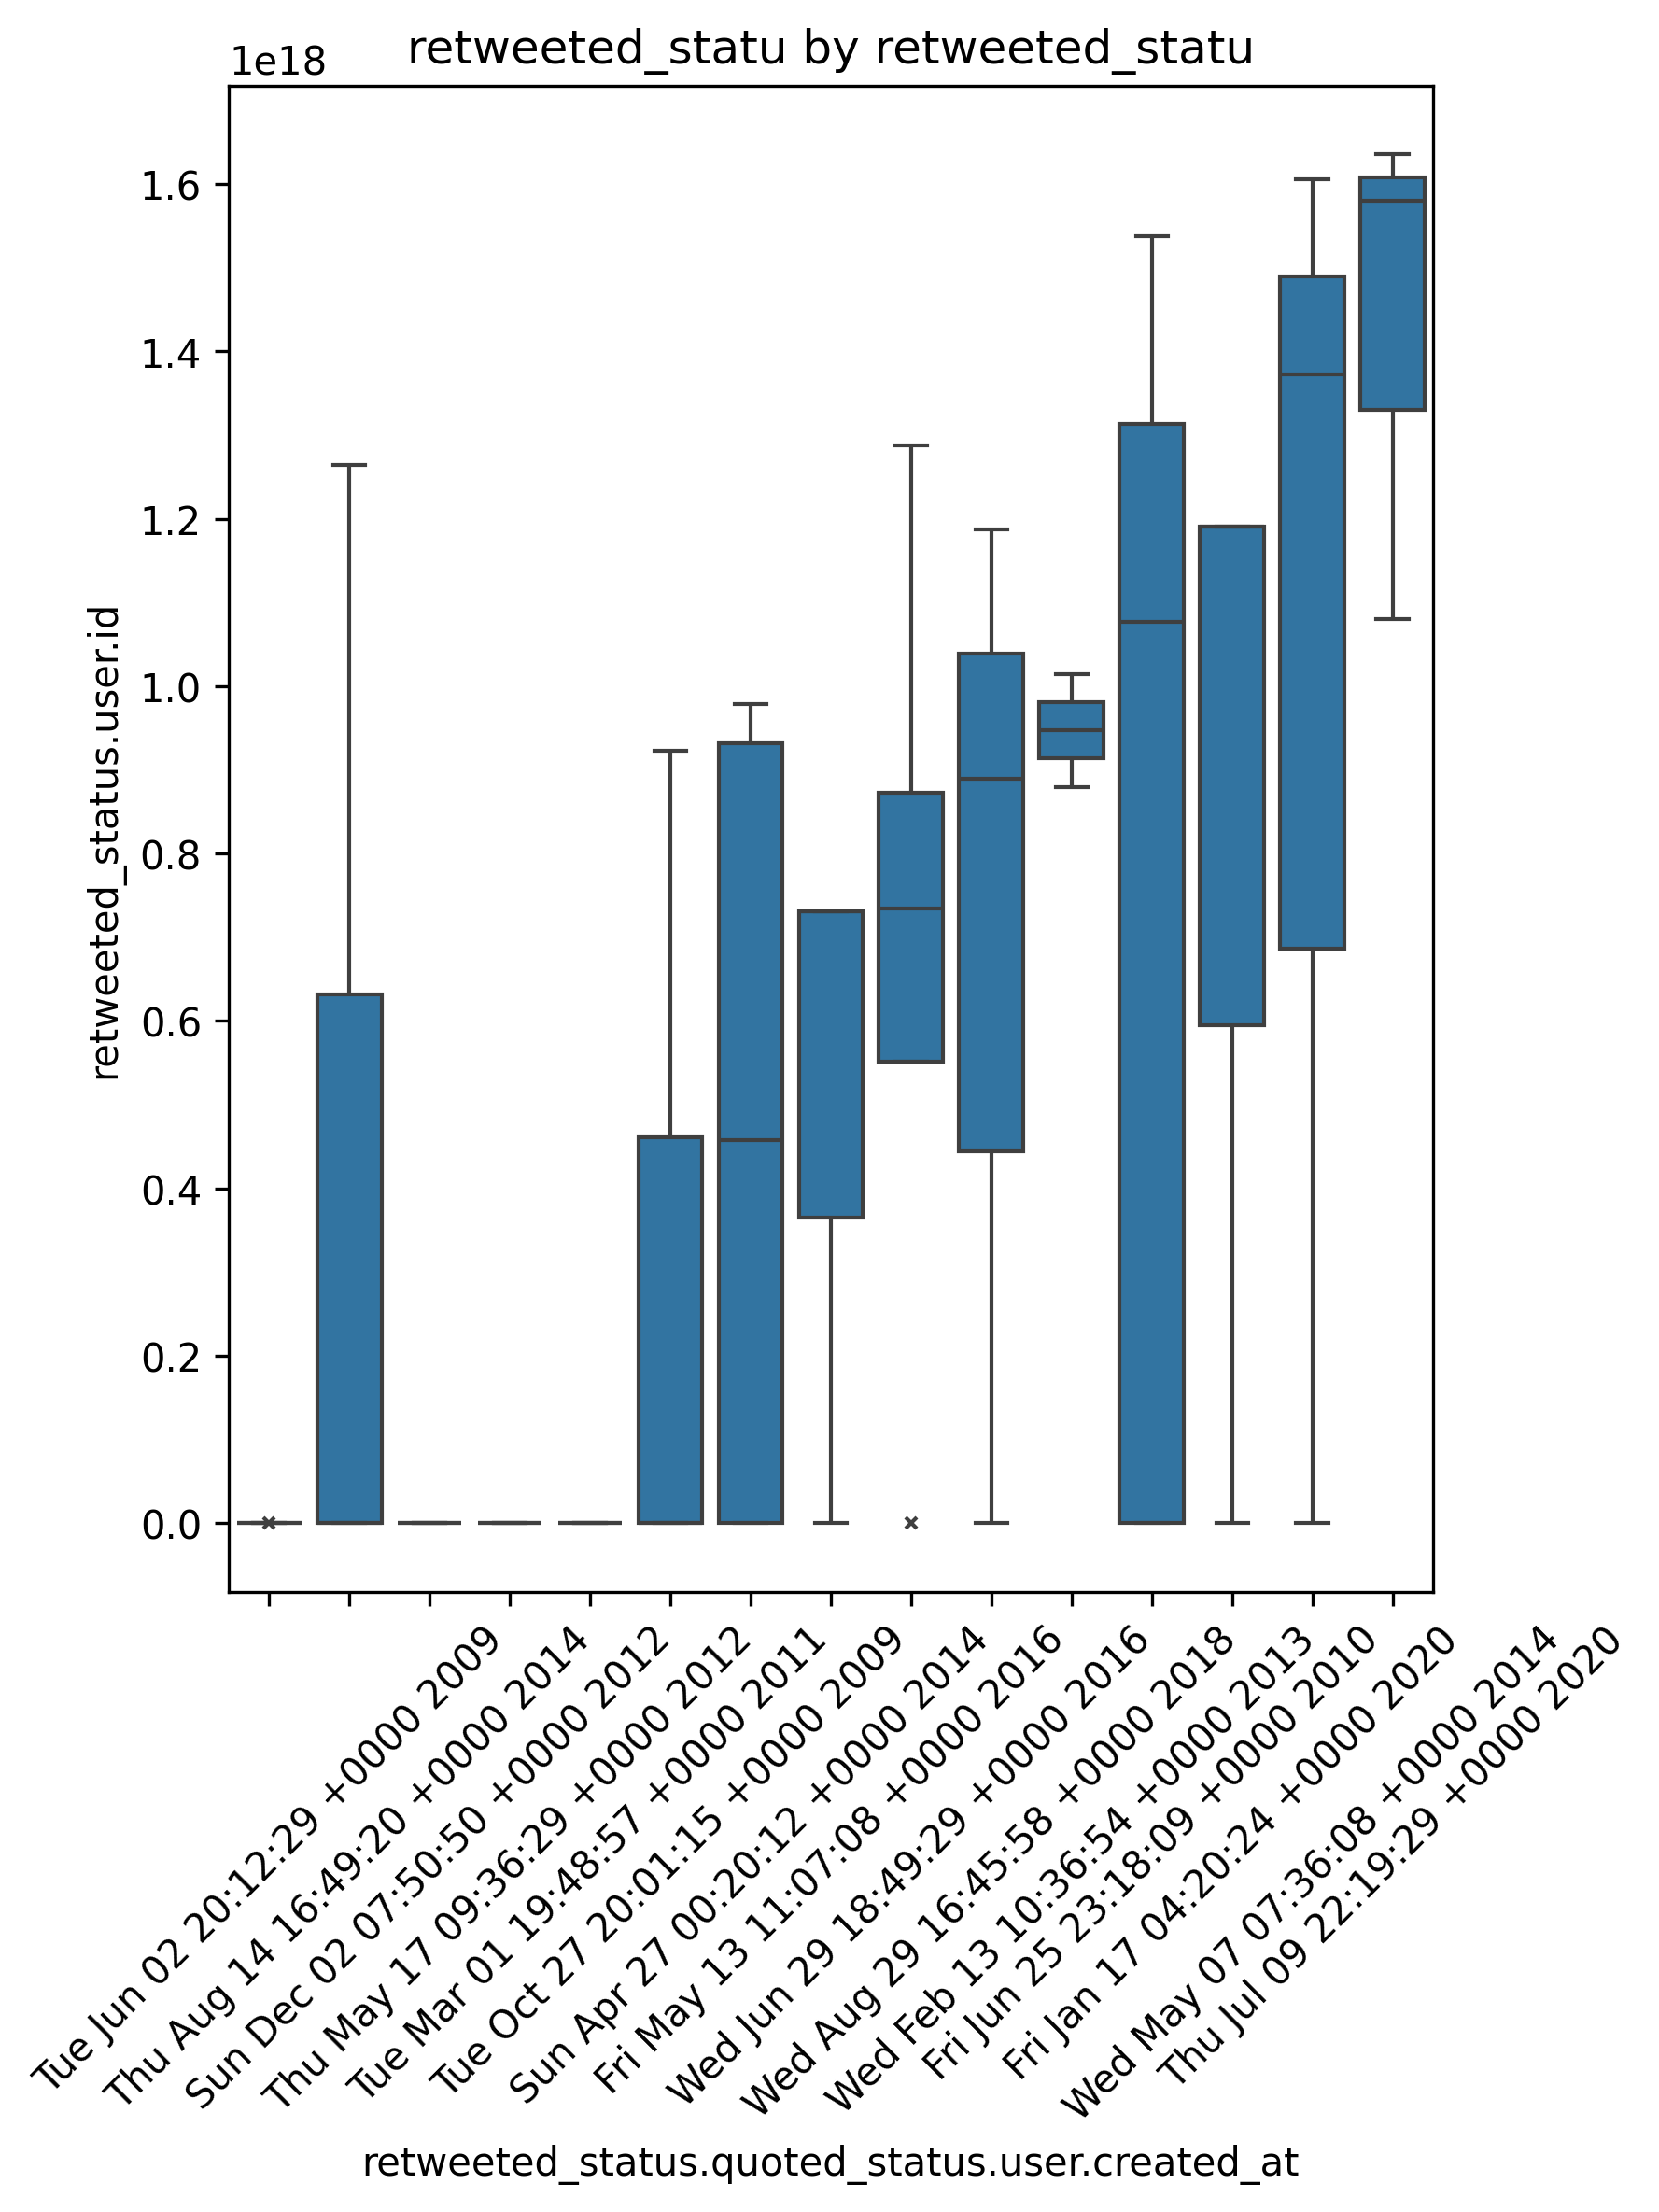 retweeted_statu by retweeted_statu
1e18
1.6
1.4
1.2
1.0
0.8
0.6
0.4
0.2
0.0
retweeted_status.user.id
Tue Jun 02 20:12:29 +0000 2009
Thu Aug 14 16:49:20 +0000 2014
Sun Dec 02 07:50:50 +0000 2012
Thu May 17 09:36:29 +0000 2012
Tue Mar 01 19:48:57 +0000 2011
Tue Oct 27 20:01:15 +0000 2009
Sun Apr 27 00:20:12 +0000 2014
Fri May 13 11:07:08 +0000 2016
Wed Jun 29 18:49:29 +0000 2016
Wed Aug 29 16:45:58 +0000 2018
Wed Feb 13 10:36:54 +0000 2013
Fri Jun 25 23:18:09 +0000 2010
Fri Jan 17 04:20:24 +0000 2020
Wed May 07 07:36:08 +0000 2014
Thu Jul 09 22:19:29 +0000 2020
retweeted_status.quoted_status.user.created_at